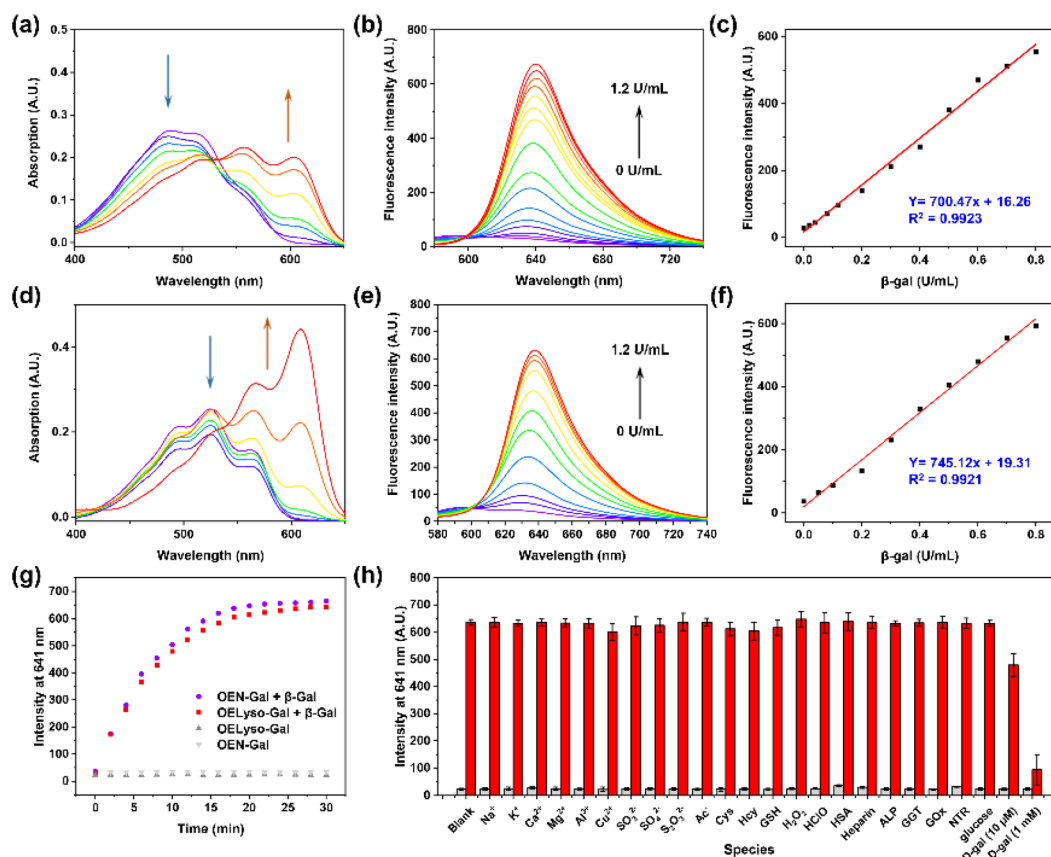 (a)
Absorption (A.U.)
0.5
0.4
0.3
0.2
0.1
0.0
400
500
600
Wavelength (nm)
(b)
Fluorescence intensity (A.U.)
800
600
400
200
0
1.2 U/mL
0 U/mL
600
640
680
720
Wavelength (nm)
(c)
Fluorescence intensity (A.U.)
600
400
200
0
Y= 700.47x + 16.26
R² = 0.9923
0.0
0.2
0.4
0.6
0.8
β-gal (U/mL)
(d)
Absorption (A.U.)
0.4
0.2
0.0
400
500
600
Wavelength (nm)
(e)
Fluorescence intensity (A.U.)
800
700
600
500
400
300
200
100
0
1.2 U/mL
0 U/mL
580
600
620
640
660
680
700
720
740
Wavelength (nm)
(f)
Fluorescence intensity (A.U.)
600
400
200
0
Y= 745.12x + 19.31
R² = 0.9921
0.0
0.2
0.4
0.6
0.8
β-gal (U/mL)
(g)
Intensity at 641 nm
800
700
600
500
400
300
200
100
0
OEN-Gal + β-Gal
OELyso-Gal + β-Gal
OELyso-Gal
OEN-Gal
0
5
10
15
20
25
30
Time (min)
(h)
Intensity at 641 nm (A.U.)
900
800
700
600
500
400
300
200
100
0
Blank
Na⁺
K⁺
Ca²⁺
Mg²⁺
Al³⁺
Cu²⁺
SO₃²⁻
SO₄²⁻
S₂O₃²⁻
Ac⁻
Cys
Hcy
GSH
H₂O₂
HClO
HSA
Heparin
ALP
GGT
GOx
NTR
glucose
D-gal (10 μM)
D-gal (1 mM)
Species